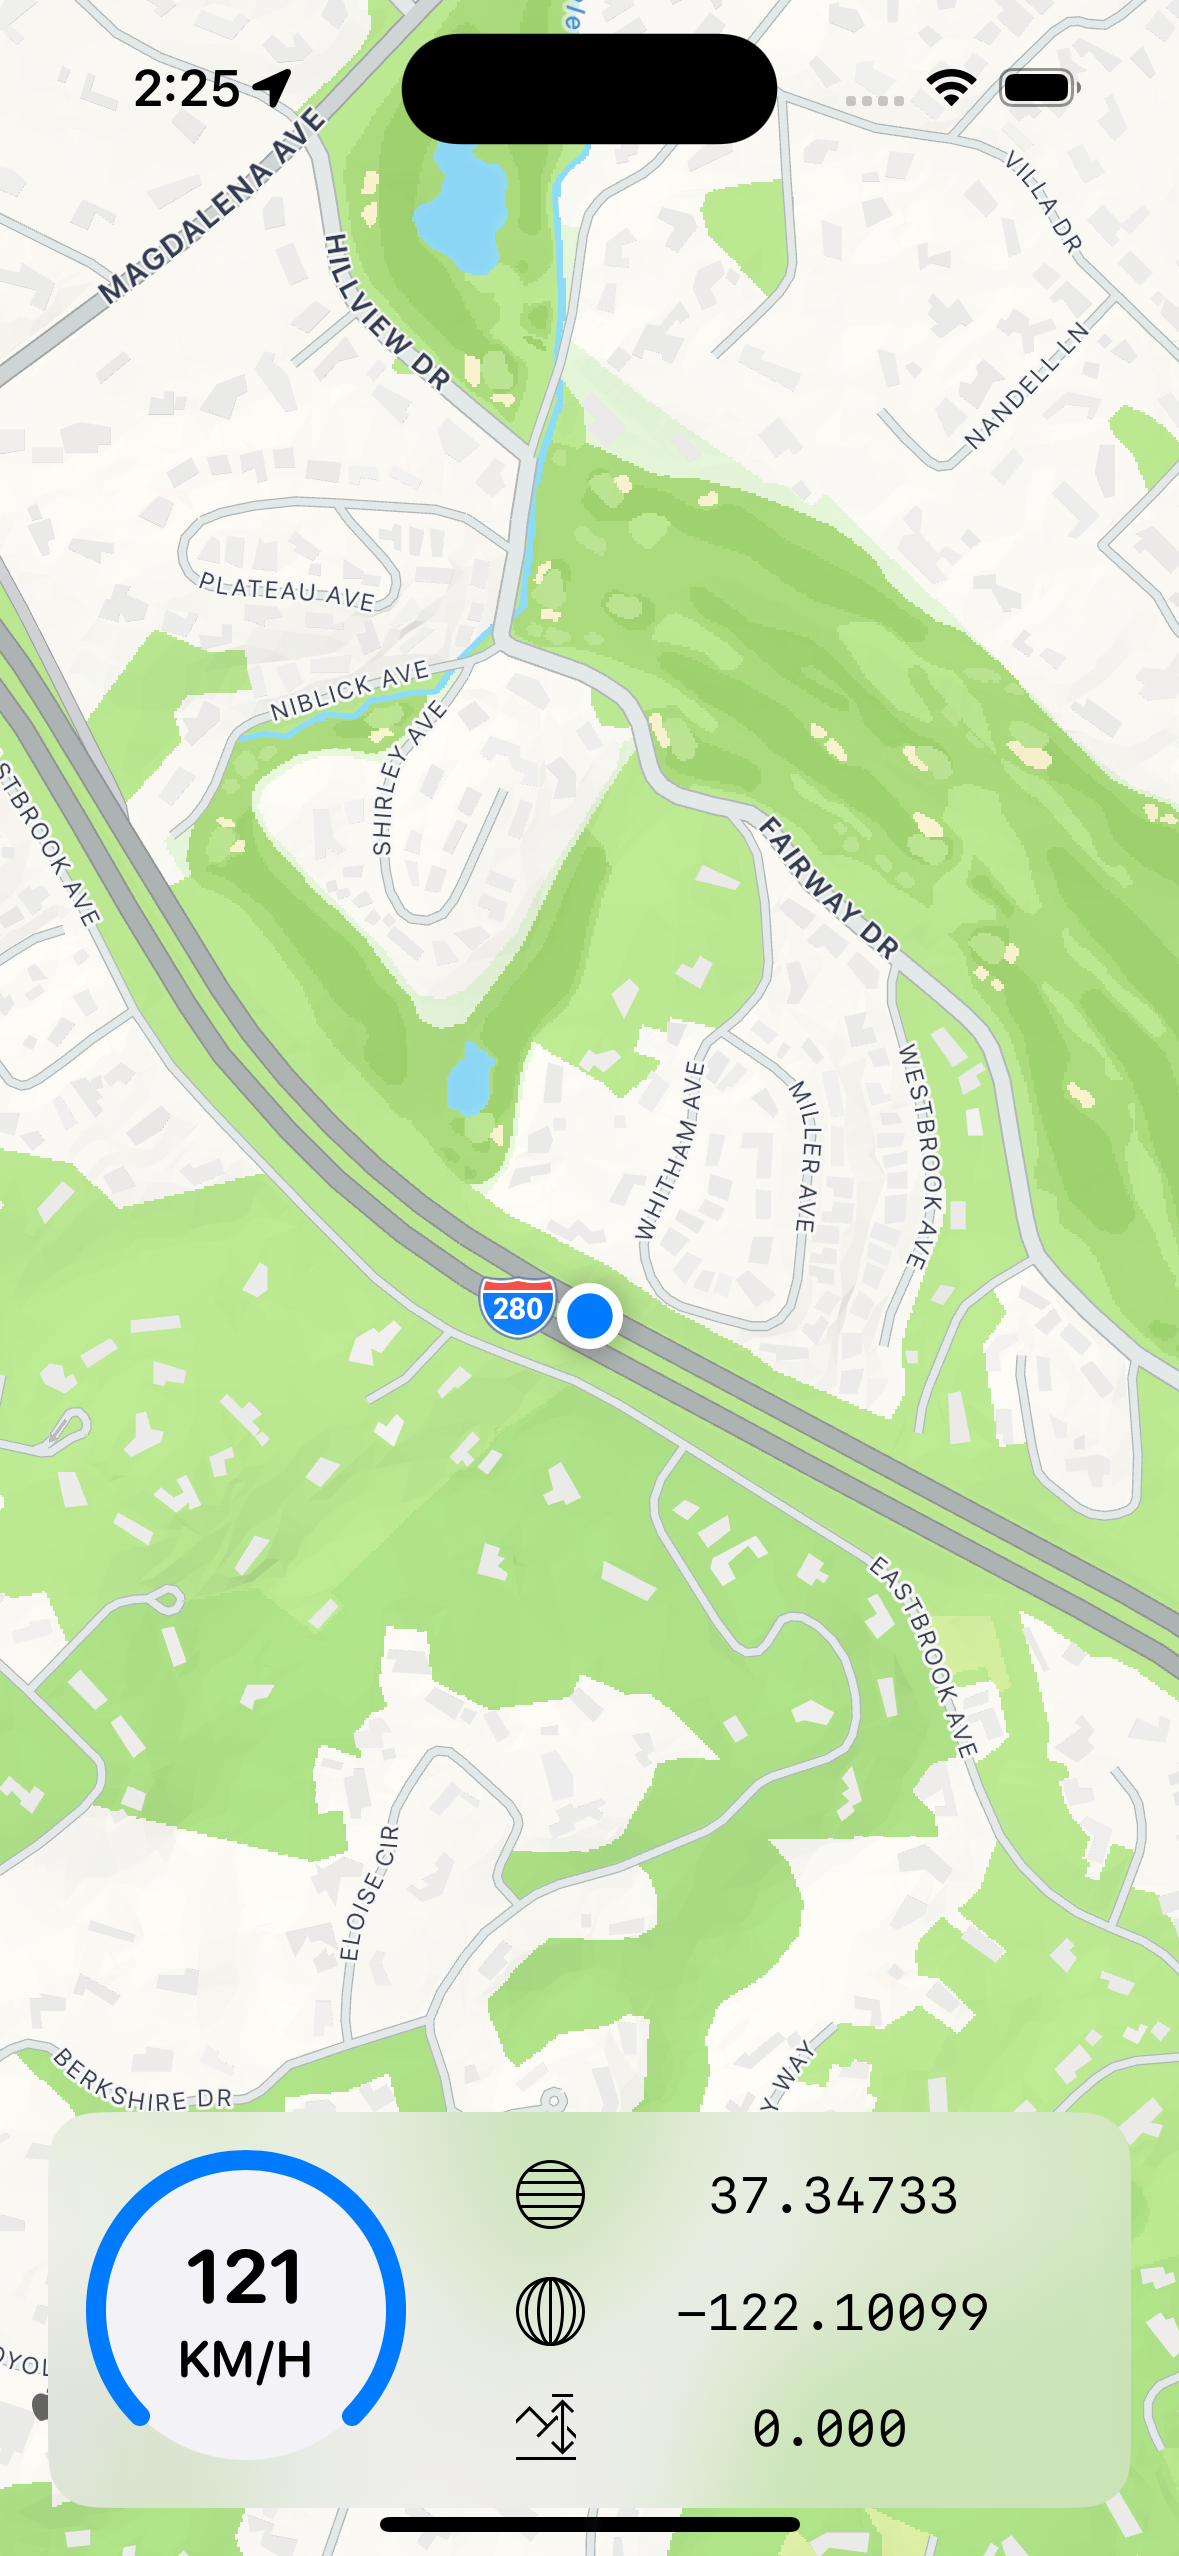 2:25
MAGDALENA AVE
HILLVIEW DR
VILLA DR
NANDELL LN
PLATEAU AVE
NIBLICK AVE
SHIRLEY AVE
STBROOK AVE
FAIRWAY DR
WHITHAM AVE
MILLER AVE
WESTBROOK AVE
280
EASTBROOK AVE
ELOISE CIR
BERKSHIRE DR
Y WAY
37.34733
121
KM/H
-122.10099
0.000